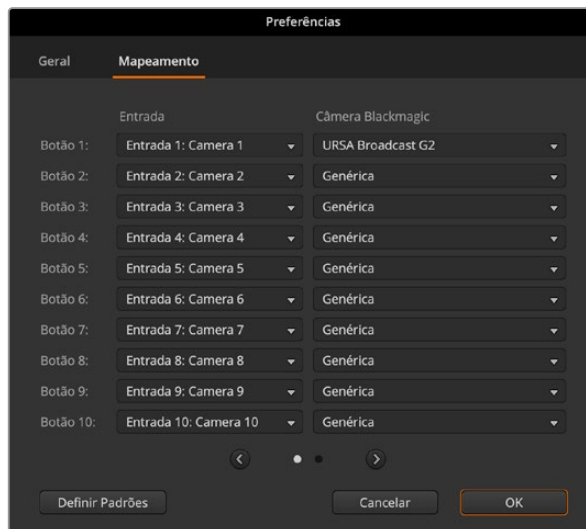 Preferências
Geral Mapeamento
Entrada Câmera Blackmagic
Botão 1: Entrada 1: Camera 1 URSA Broadcast G2
Botão 2: Entrada 2: Camera 2 Genérica
Botão 3: Entrada 3: Camera 3 Genérica
Botão 4: Entrada 4: Camera 4 Genérica
Botão 5: Entrada 5: Camera 5 Genérica
Botão 6: Entrada 6: Camera 6 Genérica
Botão 7: Entrada 7: Camera 7 Genérica
Botão 8: Entrada 8: Camera 8 Genérica
Botão 9: Entrada 9: Camera 9 Genérica
Botão 10: Entrada 10: Camera 10 Genérica
Definir Padrões Cancelar OK